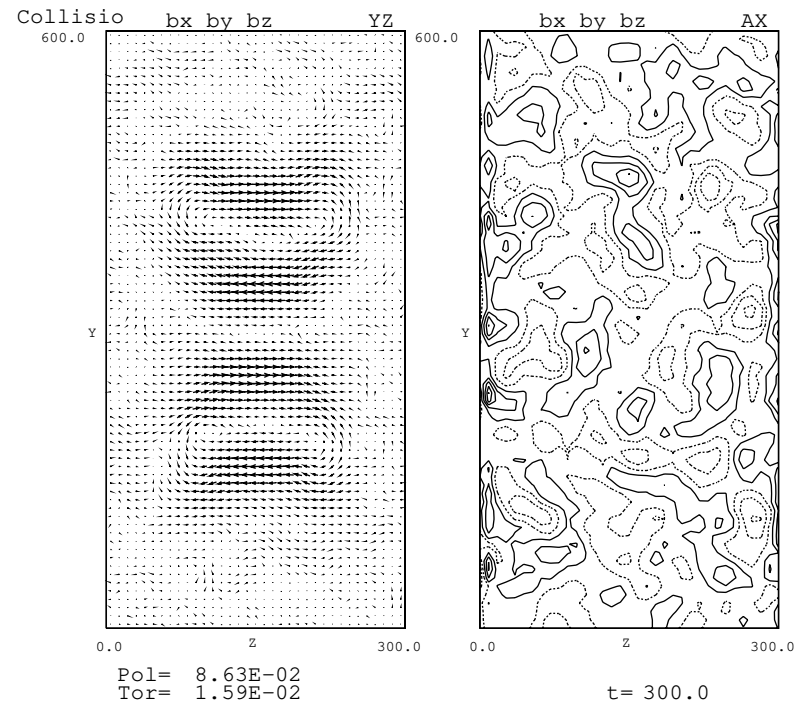 Collisio bx by bz YZ bx by bz AX
600.0 600.0
Y Y
0.0 Z 300.0 0.0 Z 300.0
Pol= 8.63E-02
Tor= 1.59E-02 t= 300.0